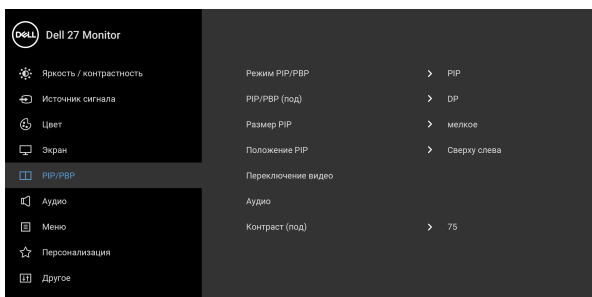 DELL Dell 27 Monitor
Яркость / контрастность
Источник сигнала
Цвет
Экран
PIP/PBP
Аудио
Меню
Персонализация
Другое
Режим PIP/PBP > PIP
PIP/PBP (под) > DP
Размер PIP > мелкое
Положение PIP > Сверху слева
Переключение видео
Аудио
Контраст (под) > 75